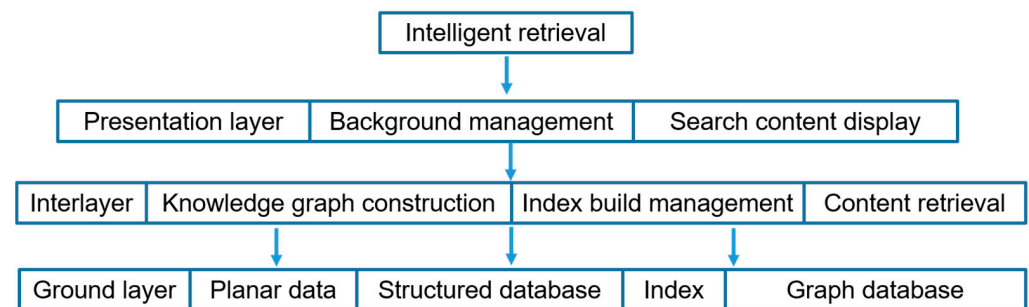 Intelligent retrieval
Presentation layer Background management Search content display
Interlayer Knowledge graph construction Index build management Content retrieval
Ground layer Planar data Structured database Index Graph database